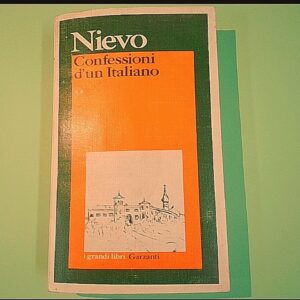 Nievo
Confessioni
d'un Italiano
i grandi libri Garzanti